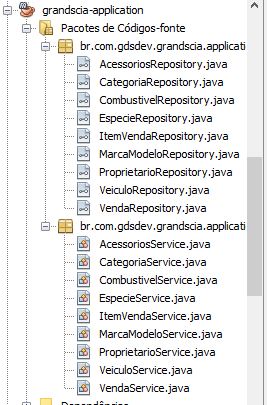 grandscia-application
Pacotes de Códigos-fonte
br.com.gdsdev.grandscia.applicati
AcessoriosRepository.java
CategoriaRepository.java
CombustivelRepository.java
EspecieRepository.java
ItemVendaRepository.java
MarcaModeloRepository.java
ProprietarioRepository.java
VeiculoRepository.java
VendaRepository.java
br.com.gdsdev.grandscia.applicati
AcessoriosService.java
CategoriaService.java
CombustivelService.java
EspecieService.java
ItemVendaService.java
MarcaModeloService.java
ProprietarioService.java
VeiculoService.java
VendaService.java
Dependências